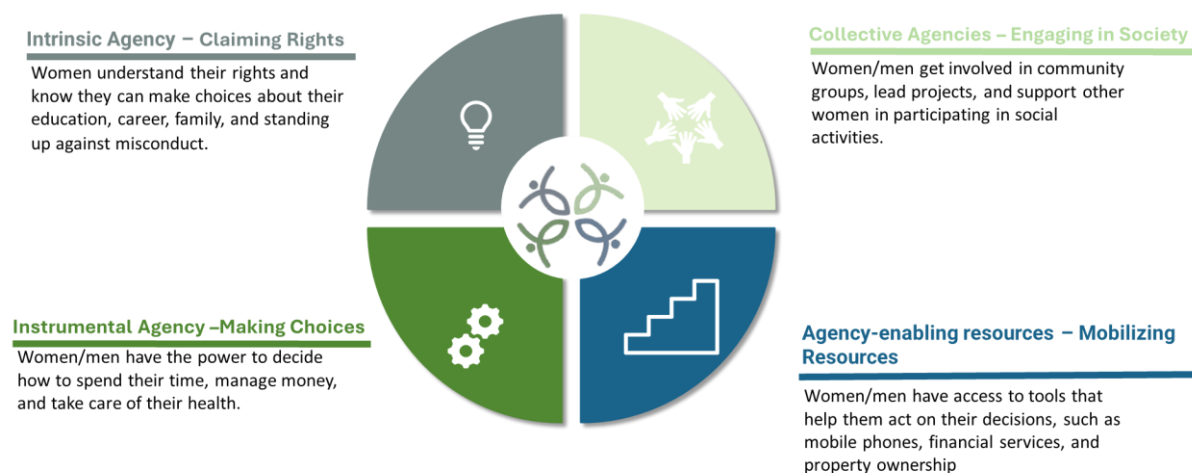 Intrinsic Agency – Claiming Rights
Women understand their rights and
know they can make choices about their
education, career, family, and standing
up against misconduct.
Collective Agencies – Engaging in Society
Women/men get involved in community
groups, lead projects, and support other
women in participating in social
activities.
Instrumental Agency –Making Choices
Women/men have the power to decide
how to spend their time, manage money,
and take care of their health.
Agency-enabling resources – Mobilizing
Resources
Women/men have access to tools that
help them act on their decisions, such as
mobile phones, financial services, and
property ownership